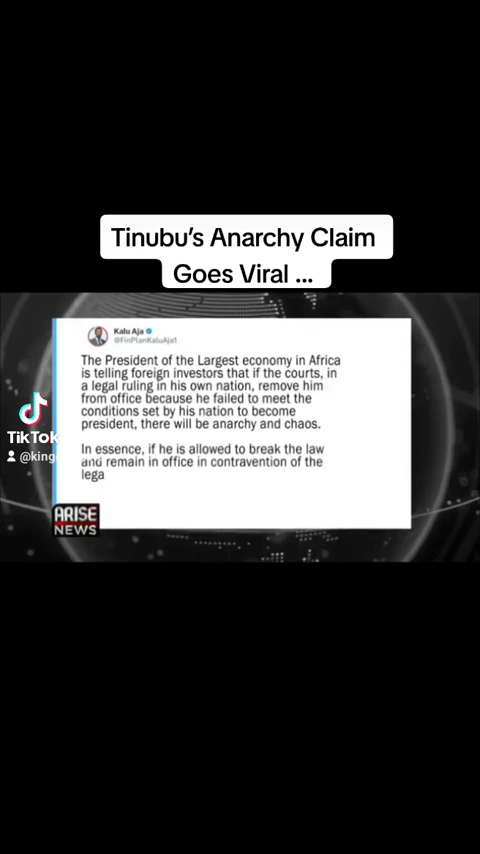 Tinubu's Anarchy Claim
Goes Viral ...
Kalu Aja
@FinPlanKaluAja1
The President of the Largest economy in Africa
is telling foreign investors that if the courts, in
a legal ruling in his own nation, remove him
from office because he failed to meet the
conditions set by his nation to become
president, there will be anarchy and chaos.
In essence, if he is allowed to break the law
and remain in office in contravention of the
lega
TikTok
@king
ARISE
NEWS